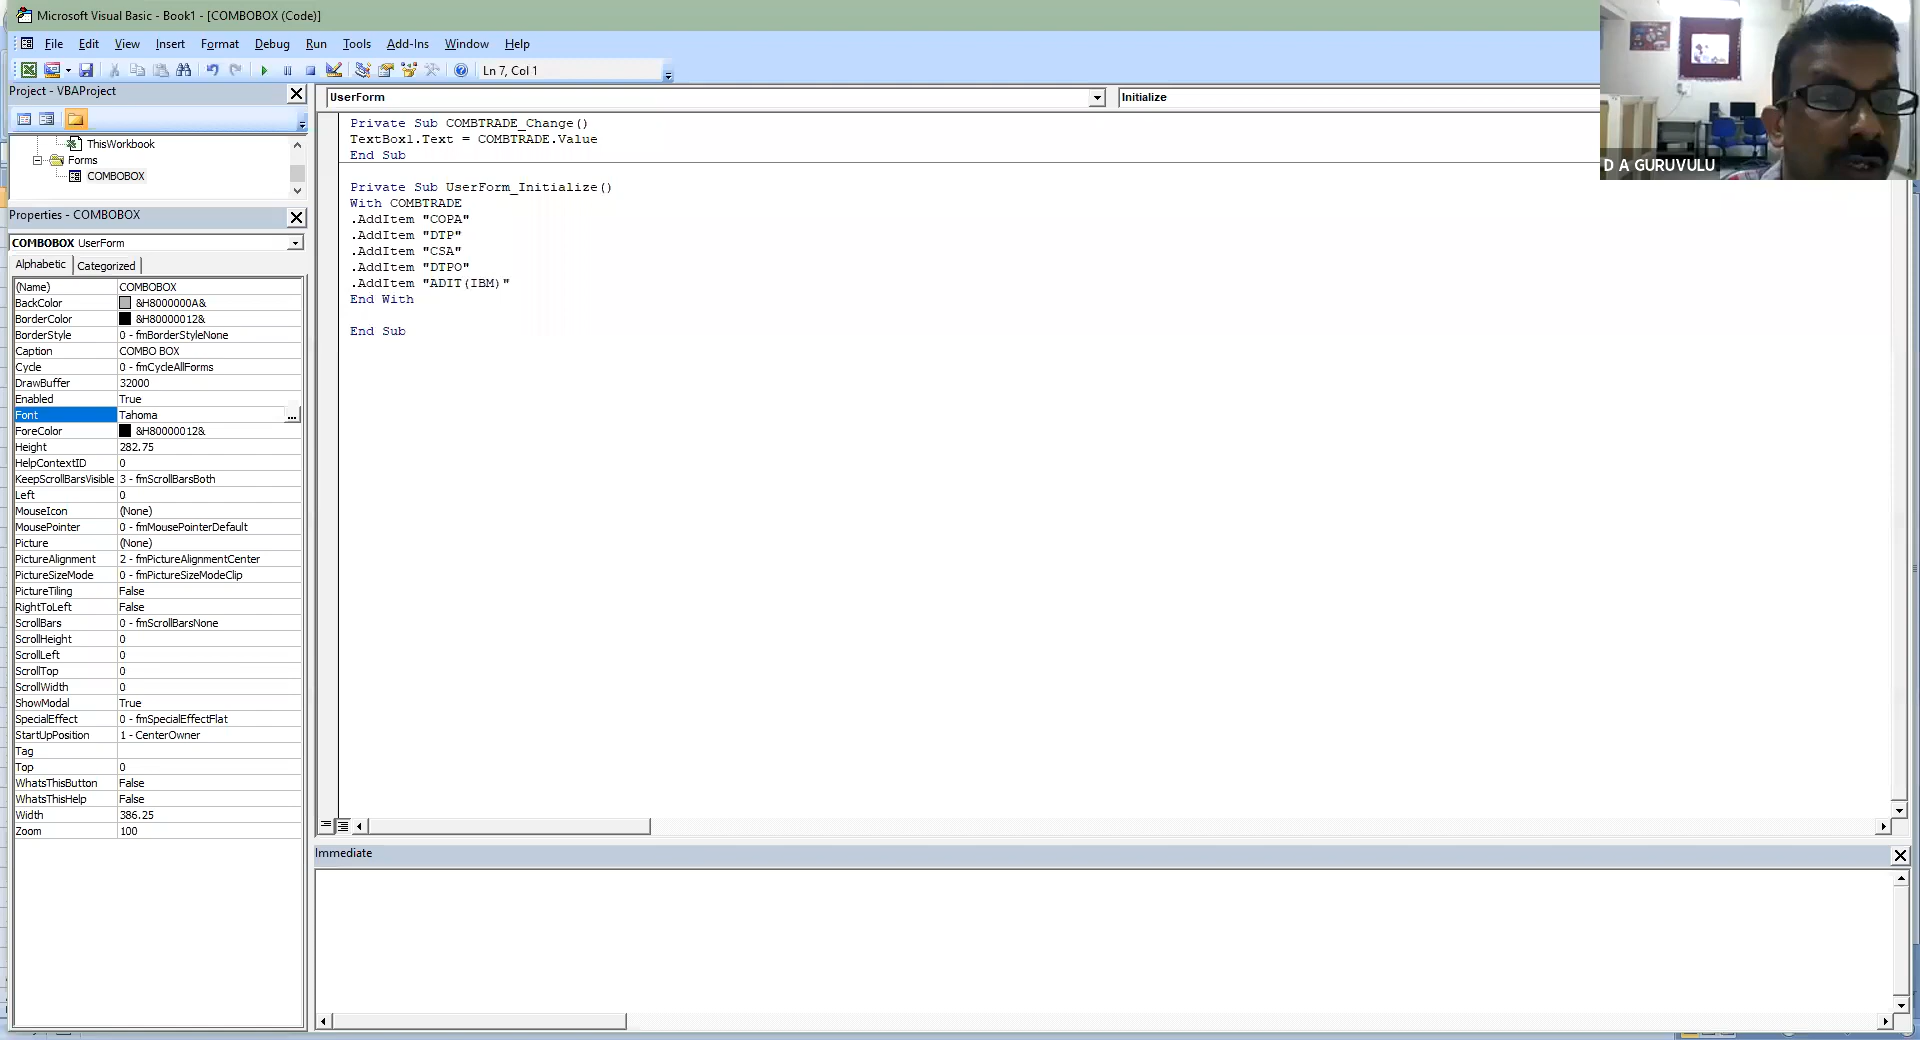 Microsoft Visual Basic - Book1 - [COMBOBOX (Code)]
File Edit View Insert Format Debug Run Tools Add-Ins Window Help
Ln 7, Col 1
Project - VBAProject
ThisWorkbook
Forms
COMBOBOX
Properties - COMBOBOX
COMBOBOX UserForm
Alphabetic Categorized
(Name) COMBOBOX
BackColor &H8000000A&
BorderColor &H80000012&
BorderStyle 0 - fmBorderStyleNone
Caption COMBO BOX
Cycle 0 - fmCycleAllForms
DrawBuffer 32000
Enabled True
Font Tahoma ...
ForeColor &H80000012&
Height 282.75
HelpContextID 0
KeepScrollBarsVisible 3 - fmScrollBarsBoth
Left 0
MouseIcon (None)
MousePointer 0 - fmMousePointerDefault
Picture (None)
PictureAlignment 2 - fmPictureAlignmentCenter
PictureSizeMode 0 - fmPictureSizeModeClip
PictureTiling False
RightToLeft False
ScrollBars 0 - fmScrollBarsNone
ScrollHeight 0
ScrollLeft 0
ScrollTop 0
ScrollWidth 0
ShowModal True
SpecialEffect 0 - fmSpecialEffectFlat
StartUpPosition 1 - CenterOwner
Tag
Top 0
WhatsThisButton False
WhatsThisHelp False
Width 386.25
Zoom 100
UserForm Initialize
Private Sub COMBTRADE_Change()
TextBox1.Text = COMBTRADE.Value
End Sub
Private Sub UserForm_Initialize()
With COMBTRADE
.AddItem "COPA"
.AddItem "DTP"
.AddItem "CSA"
.AddItem "DTPO"
.AddItem "ADIT(IBM)"
End With
End Sub
Immediate
D A GURUVULU